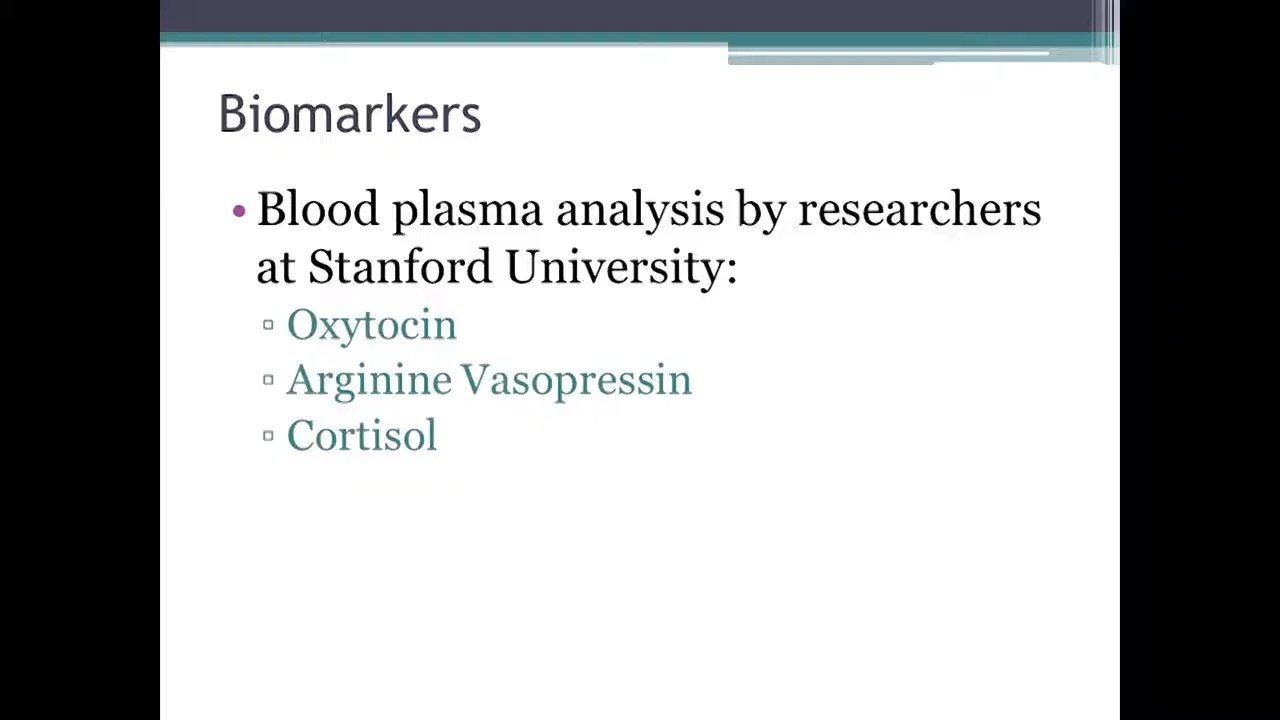 Biomarkers
• Blood plasma analysis by researchers
at Stanford University:
▫ Oxytocin
▫ Arginine Vasopressin
▫ Cortisol